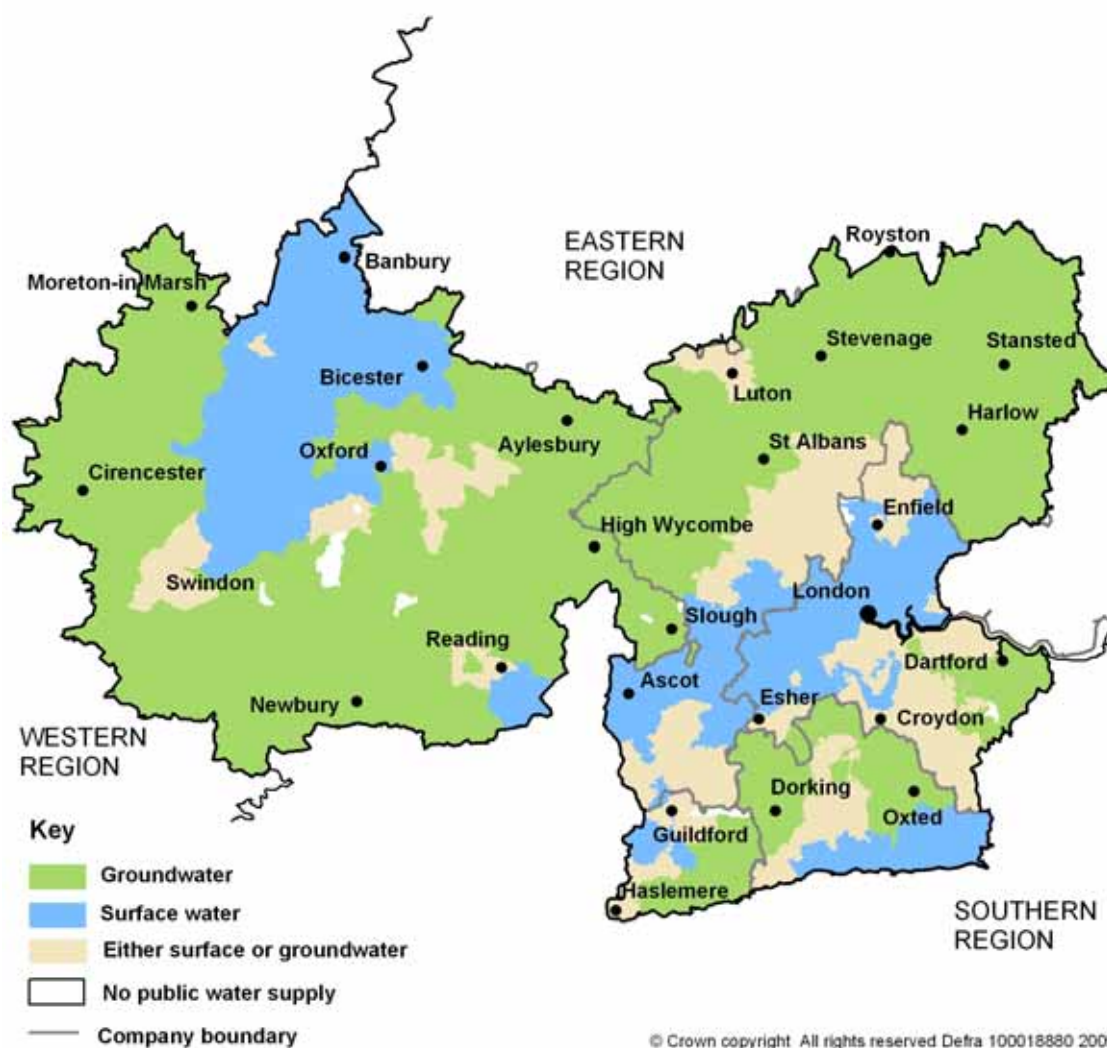 EASTERN
REGION
Royston
Banbury
Moreton-in Marsh
Stevenage
Stansted
Bicester
Luton
Harlow
Aylesbury
St Albans
Oxford
Cirencester
Enfield
High Wycombe
Swindon
London
Slough
Reading
Dartford
Ascot
Esher
Newbury
Croydon
WESTERN
REGION
Dorking
Oxted
Guildford
Haslemere
SOUTHERN
REGION
Key
Groundwater
Surface water
Either surface or groundwater
No public water supply
Company boundary
© Crown copyright All rights reserved Defra 100018880 200